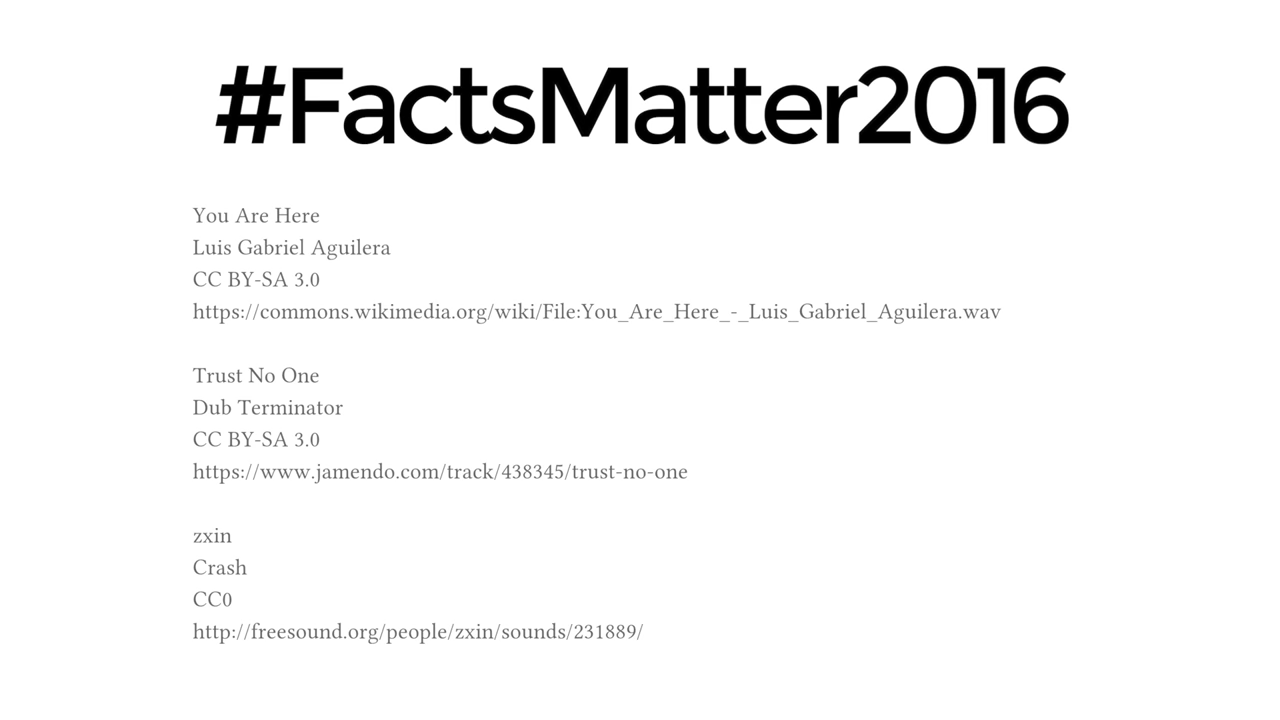 #FactsMatter2016
You Are Here
Luis Gabriel Aguilera
CC BY-SA 3.0
https://commons.wikimedia.org/wiki/File:You_Are_Here_-_Luis_Gabriel_Aguilera.wav
Trust No One
Dub Terminator
CC BY-SA 3.0
https://www.jamendo.com/track/438345/trust-no-one
zxin
Crash
CC0
http://freesound.org/people/zxin/sounds/231889/